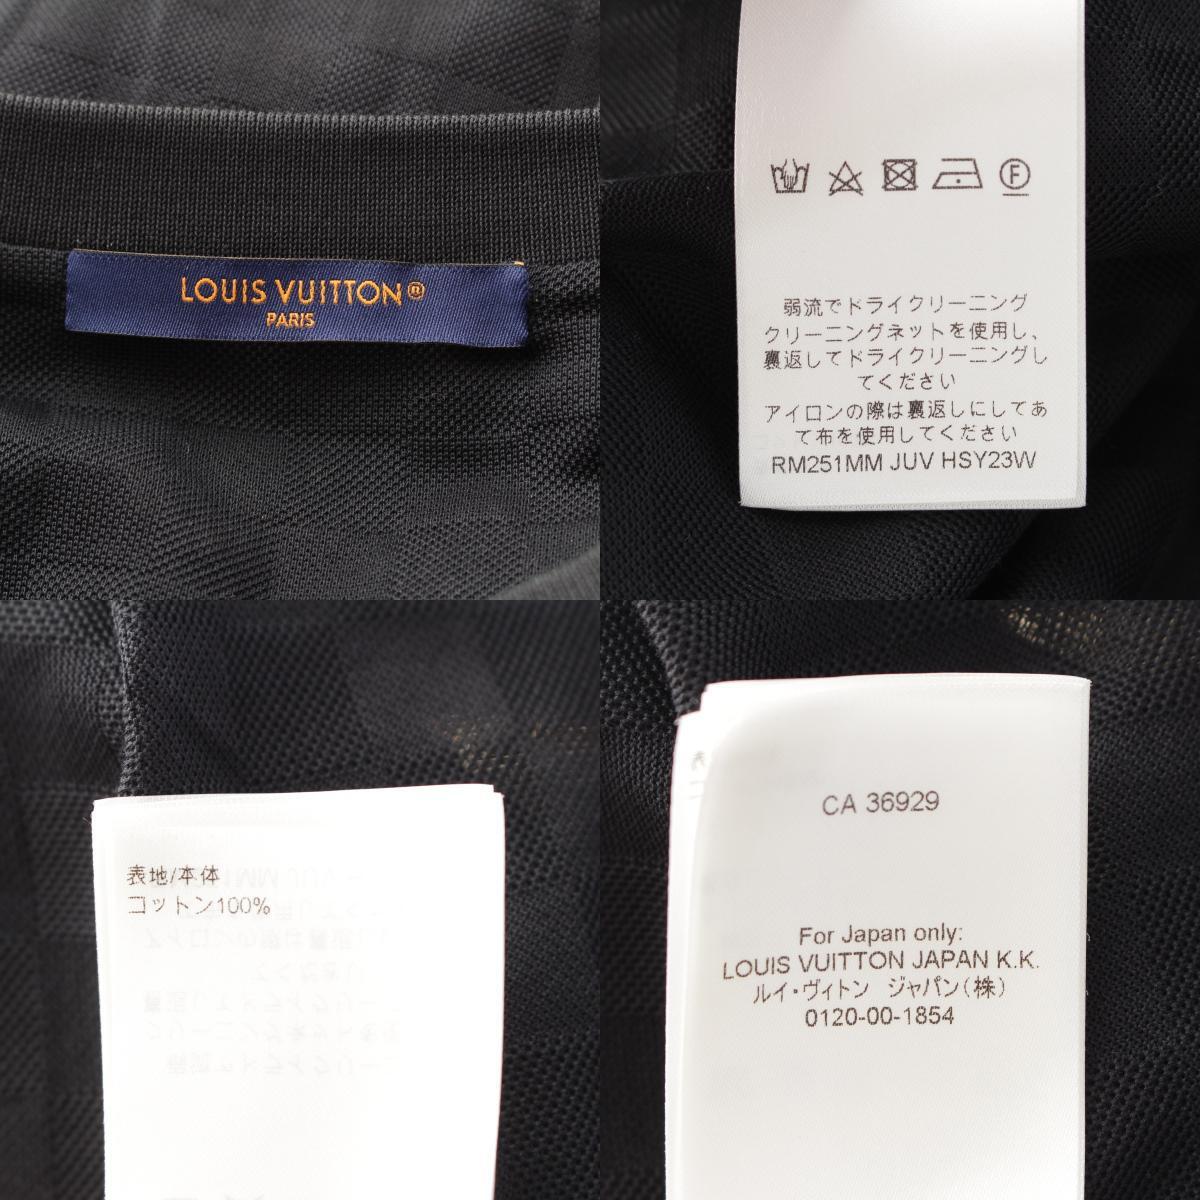 LOUIS VUITTON®
PARIS
F
弱流でドライクリーニング
クリーニングネットを使用し、
裏返してドライクリーニングし
てください
アイロンの際は裏返しにしてあ
て布を使用してください
RM251MM JUV HSY23W
表地/本体
コットン100%
CA 36929
For Japan only:
LOUIS VUITTON JAPAN K.K.
ルイ・ヴィトン ジャパン(株)
0120-00-1854